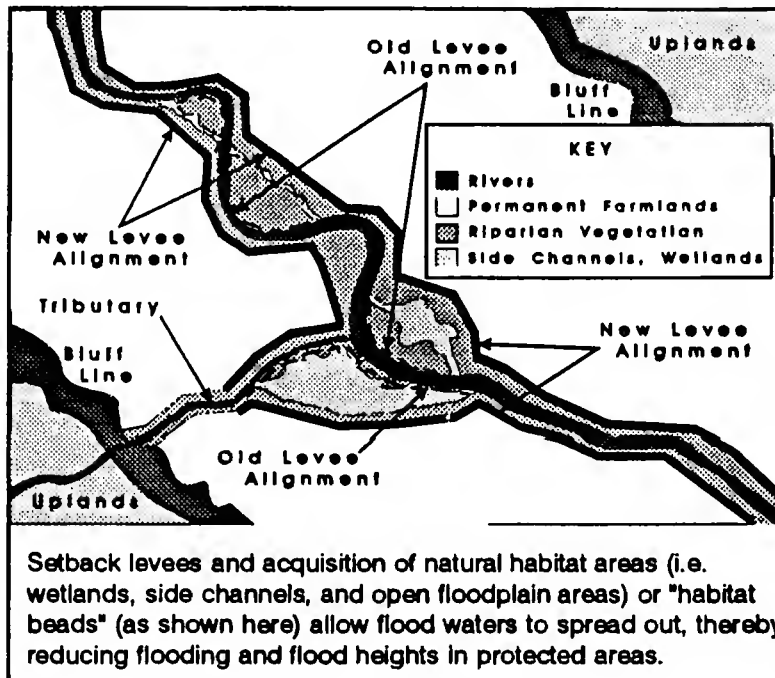 Old Levee
Alignment
Uplands
Bluff
Line
KEY
Rivers
Permanent Farmlands
Riparian Vegetation
Side Channels, Wetlands
New Levee
Alignment
Tributary
Bluff
Line
New Levee
Alignment
Old Levee
Alignment
Uplands
Setback levees and acquisition of natural habitat areas (i.e.
wetlands, side channels, and open floodplain areas) or "habitat
beads" (as shown here) allow flood waters to spread out, thereby
reducing flooding and flood heights in protected areas.